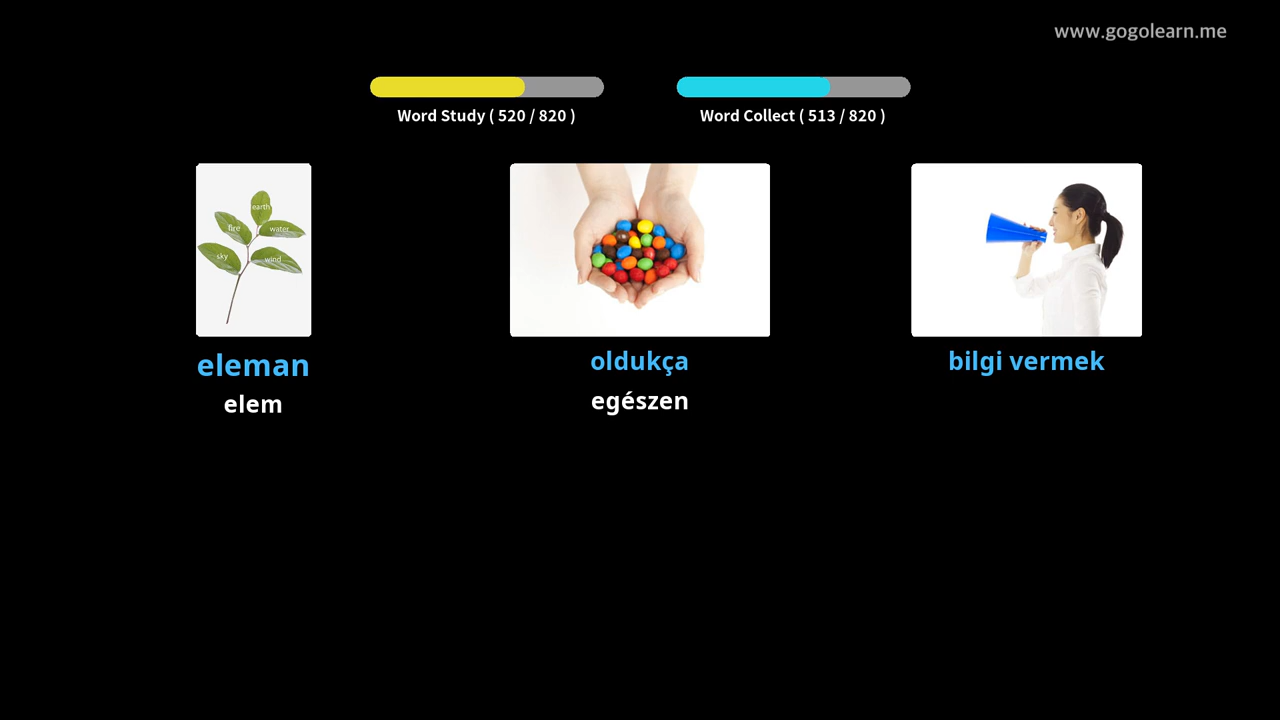 www.gogolearn.me
Word Study ( 520 / 820 )
Word Collect ( 513 / 820 )
earth
fire
water
sky
wind
eleman
elem
oldukça
egészen
bilgi vermek